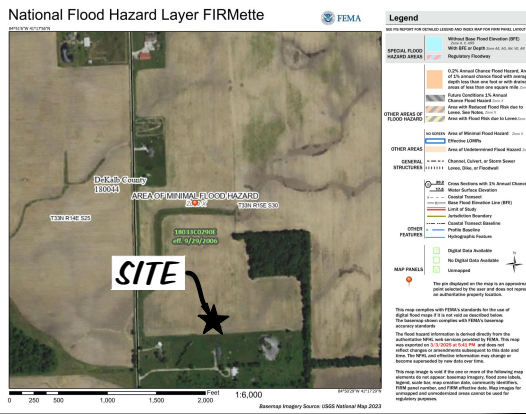 National Flood Hazard Layer FIRMette
FEMA
Legend
SEE FIS REPORT FOR DETAILED LEGEND AND INDEX MAP FOR FIRM PANEL LAYOUT
SPECIAL FLOOD
HAZARD AREAS
Without Base Flood Elevation (BFE)
Zone A, V, A99
With BFE or Depth
Regulatory Floodway
0.2% Annual Chance Flood Hazard,
of 1% annual chance flood with average
depth less than one foot or with drainage
areas of less than one square mile
Future Conditions 1% Annual
Chance Flood Hazard Zone X
Area with Reduced Flood Risk due to
Levee. See Notes. Zone X
Area with Flood Risk due to Levee
OTHER AREAS OF
FLOOD HAZARD
NO SCREEN Area of Minimal Flood Hazard
Effective LOMRs
OTHER AREAS
Area of Undetermined Flood Hazard
GENERAL
STRUCTURES
Channel, Culvert, or Storm Sewer
Levee, Dike, or Floodwall
Cross Sections with 1% Annual Chance
Water Surface Elevation
Coastal Transect
Base Flood Elevation Line (BFE)
Limit of Study
Jurisdiction Boundary
Coastal Transect Baseline
OTHER
FEATURES
Profile Baseline
Hydrographic Feature
Digital Data Available
No Digital Data Available
MAP PANELS
Unmapped
The pin displayed on the map is an approximate
point selected by the user and does not represent
an authoritative property location.
This map complies with FEMA's standards for the use of
digital flood maps if it is not void as described below.
The basemap shown complies with FEMA's basemap
accuracy standards
The flood hazard information is derived directly from the
authoritative NFHL web services provided by FEMA. This map
was exported on 3/3/2025 at 5:41 PM and does not
reflect changes or amendments subsequent to this date and
time. The NFHL and effective information may change or
become superseded by new data over time.
This map image is void if the one or more of the following map
elements do not appear: basemap imagery, flood zone labels,
legend, scale bar, map creation date, community identifiers,
FIRM panel number, and FIRM effective date. Map images for
unmapped and unmodernized areas cannot be used for
regulatory purposes.
DeKalb County
180044
AREA OF MINIMAL FLOOD HAZARD
T33N R14E S25
T33N R15E S30
18033C0290E
eff. 9/29/2006
SITE
0 250 500 1,000 1,500 2,000 Feet 1:6,000
Basemap Imagery Source: USGS National Map 2023